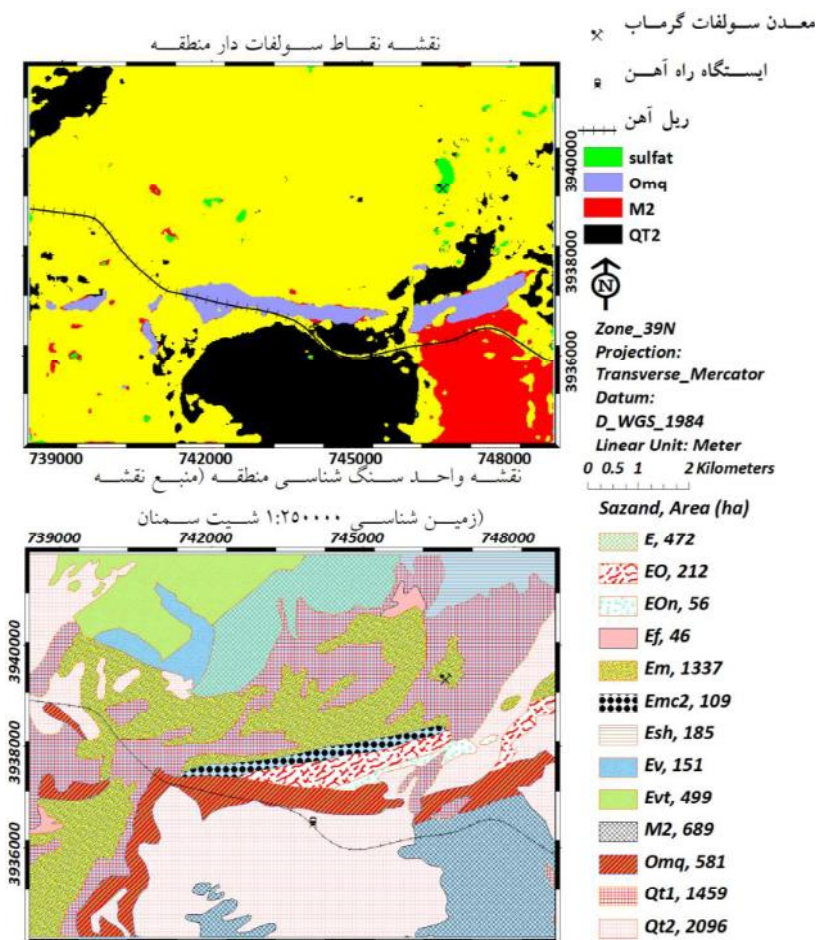 نقشه نقاط سولفات دار منطقه
739000 742000 745000 748000
3940000
3938000
3936000
معدن سولفات گرماب
ایستگاه راه آهن
ریل آهن
sulfat
Omq
M2
QT2
N
Zone_39N
Projection:
Transverse_Mercator
Datum:
D_WGS_1984
Linear Unit: Meter
0 0.5 1 2 Kilometers
نقشه واحد سنگ شناسی منطقه (منبع نقشه
زمین شناسی ۱:۲۵۰۰۰۰ شیت سمنان)
739000 742000 745000 748000
3940000
3938000
3936000
Sazand, Area (ha)
E, 472
EO, 212
EOn, 56
Ef, 46
Em, 1337
Emc2, 109
Esh, 185
Ev, 151
Evt, 499
M2, 689
Omq, 581
Qt1, 1459
Qt2, 2096